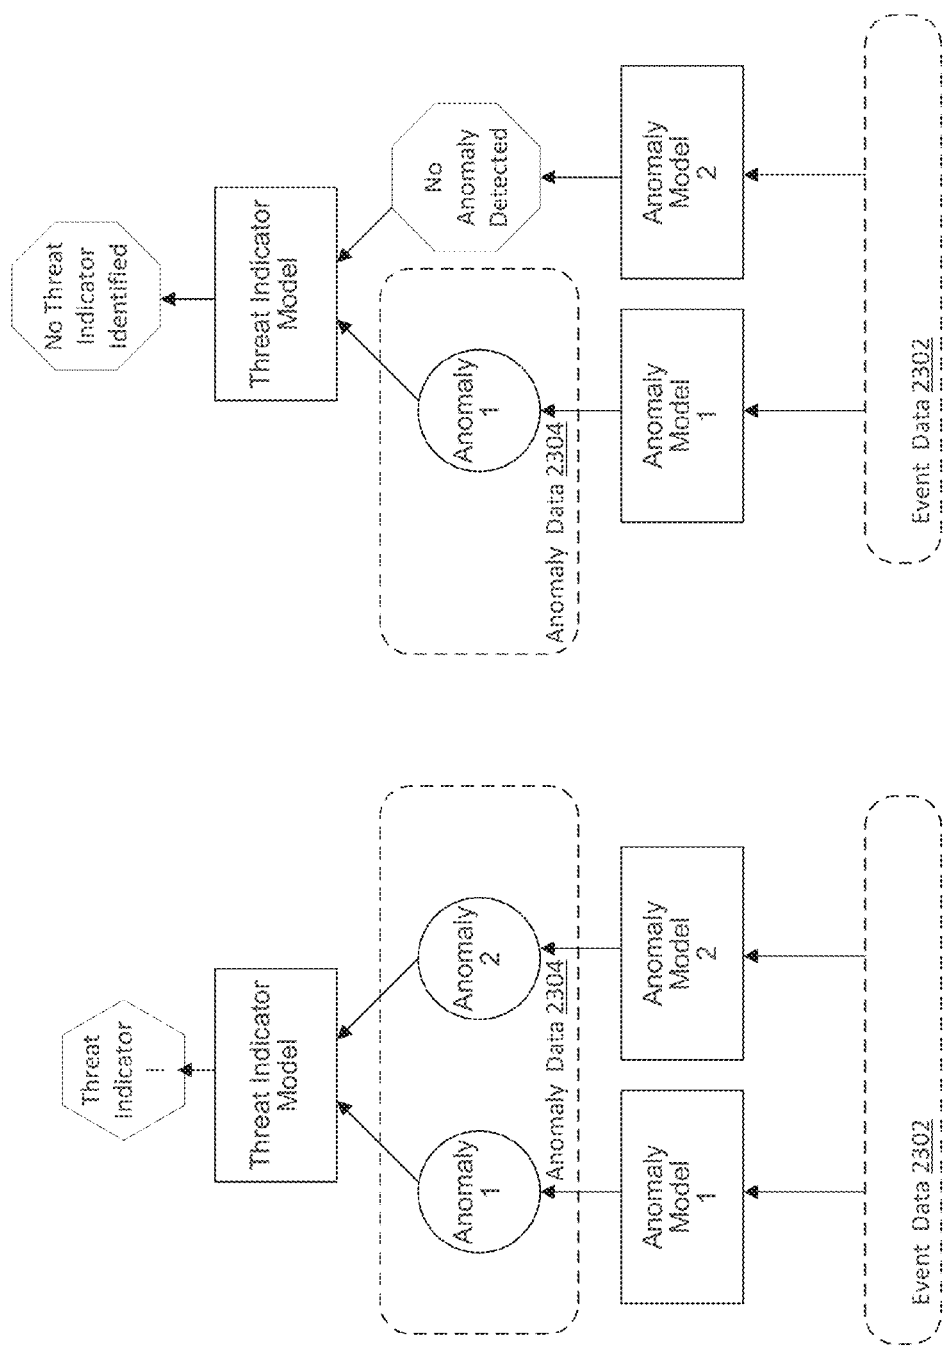 Threat
Indicator
Threat Indicator
Model
Anomaly
1
Anomaly
2
Anomaly Data 2304
Anomaly
Model
1
Anomaly
Model
2
Event Data 2302
No Threat
Indicator
Identified
Threat Indicator
Model
Anomaly
1
No
Anomaly
Detected
Anomaly Data 2304
Anomaly
Model
1
Anomaly
Model
2
Event Data 2302